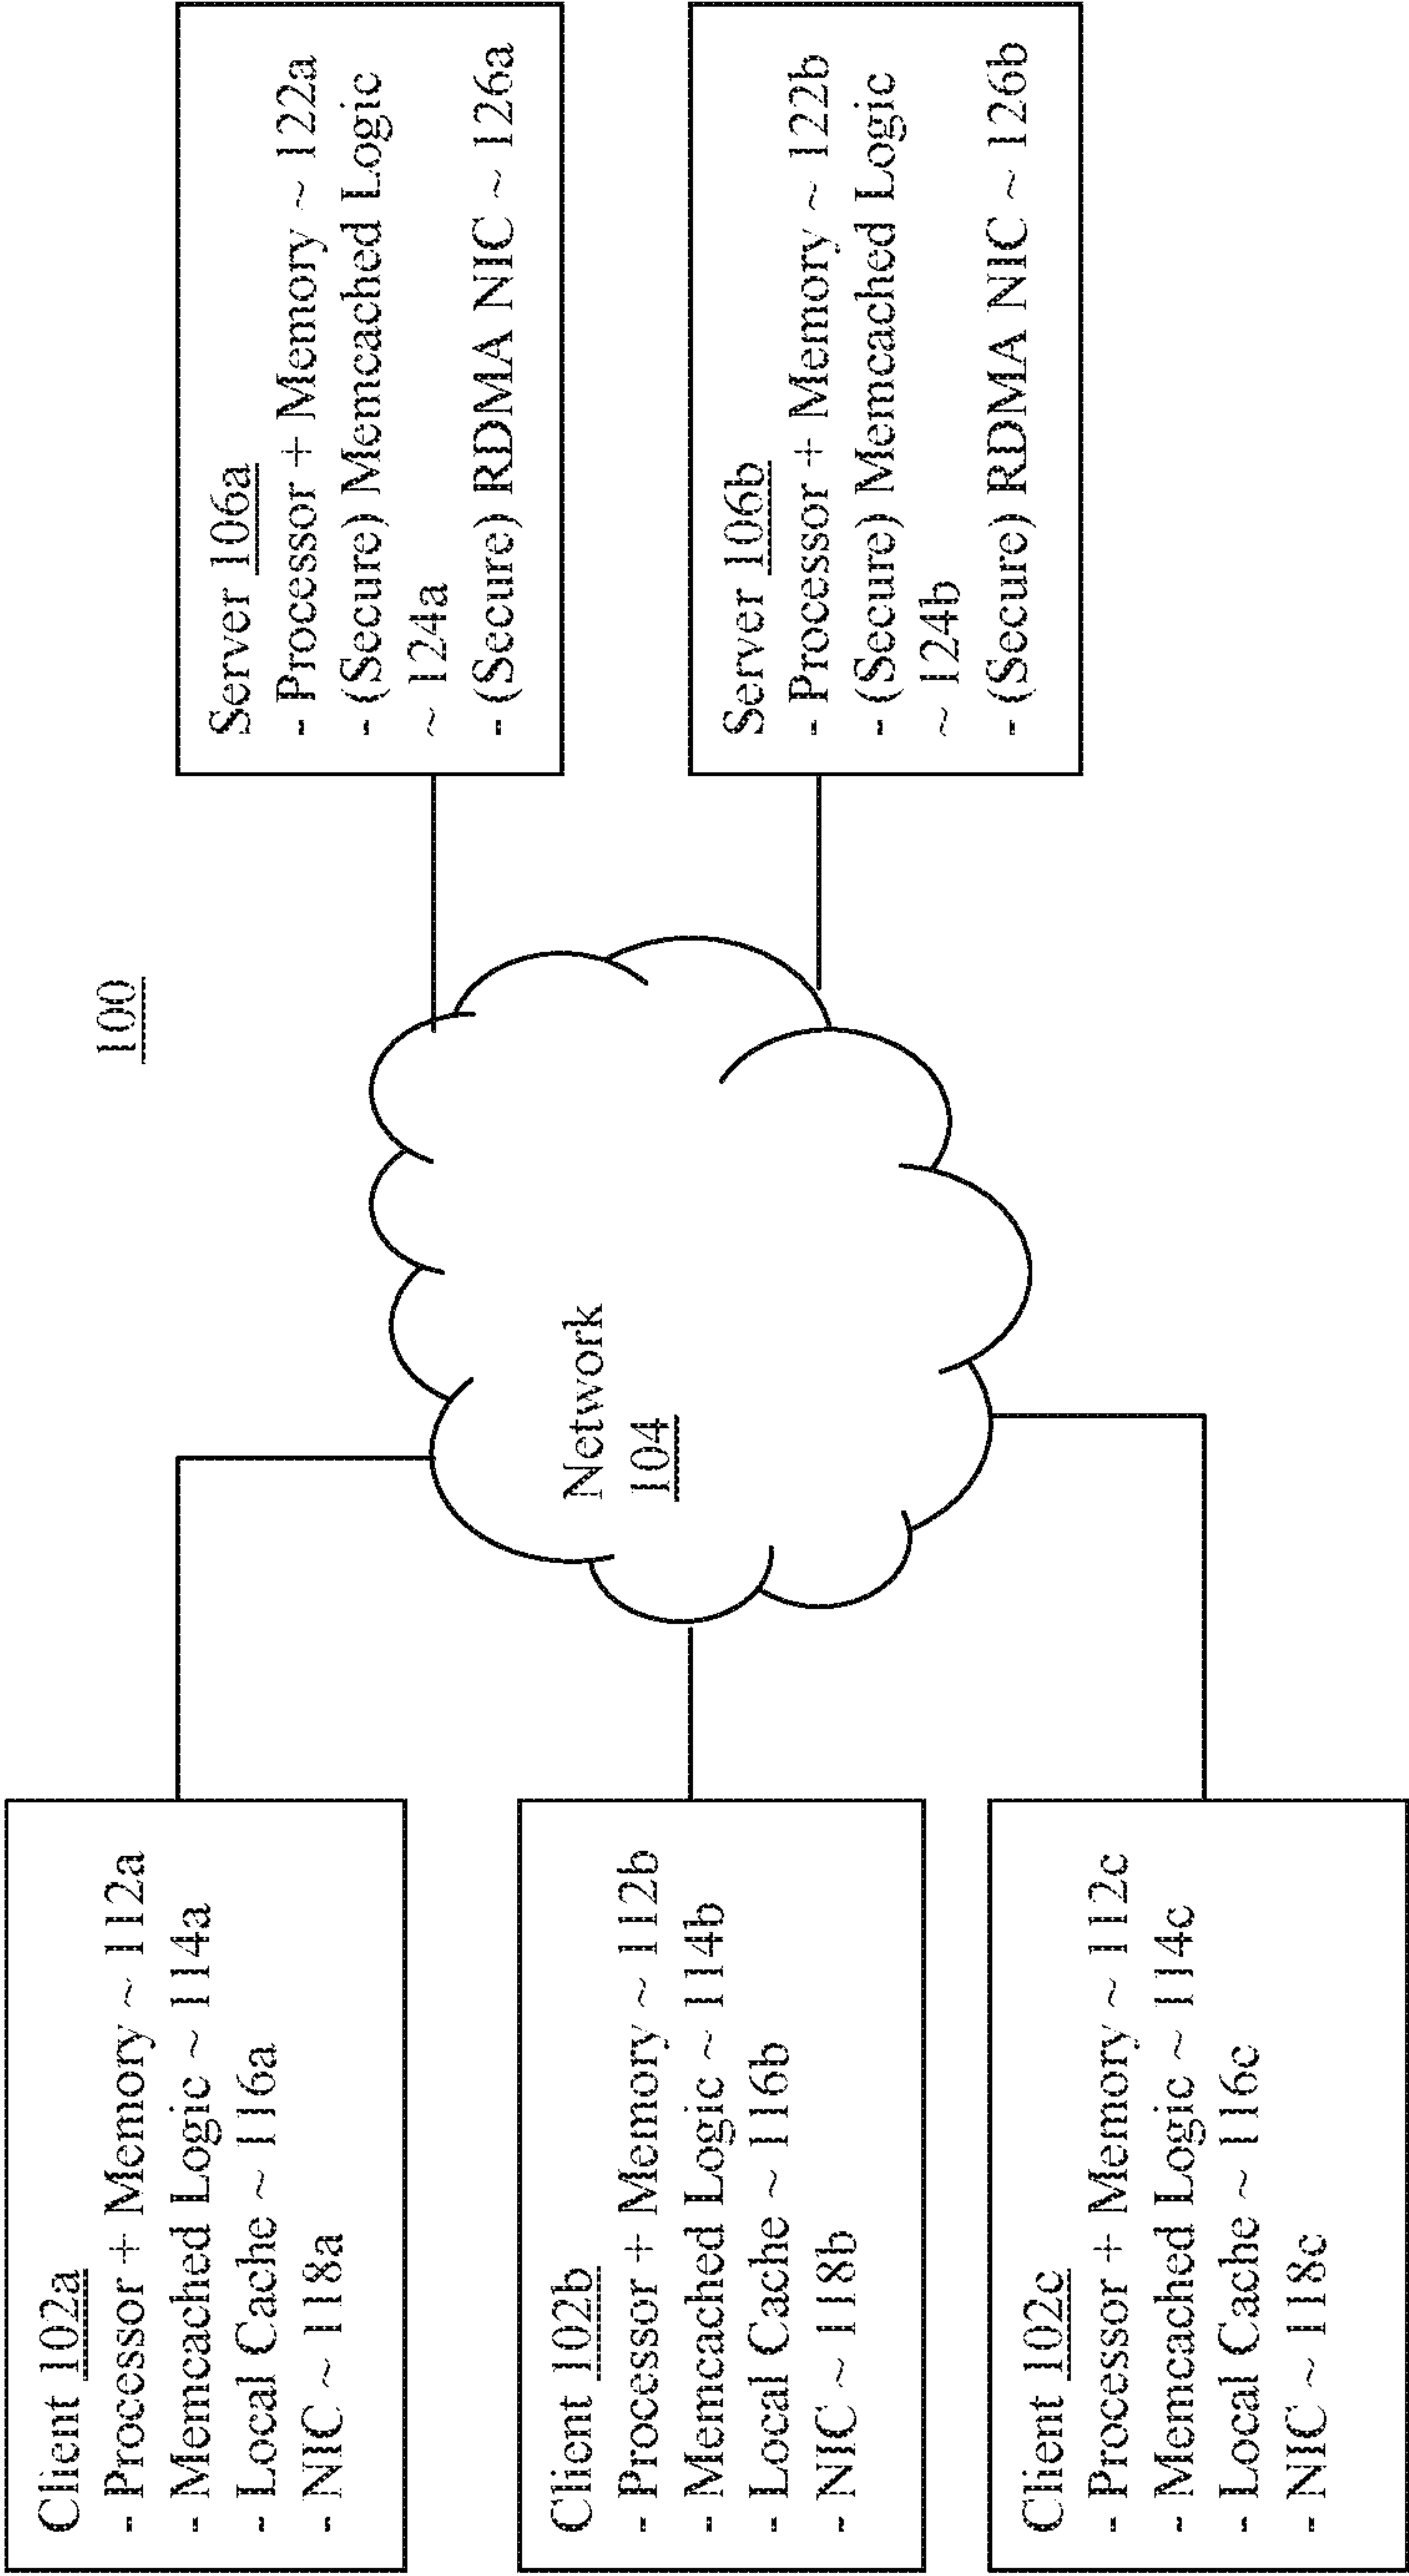 100
Client 102a
- Processor + Memory ~ 112a
- Memcached Logic ~ 114a
- Local Cache ~ 116a
- NIC ~ 118a
Client 102b
- Processor + Memory ~ 112b
- Memcached Logic ~ 114b
- Local Cache ~ 116b
- NIC ~ 118b
Client 102c
- Processor + Memory ~ 112c
- Memcached Logic ~ 114c
- Local Cache ~ 116c
- NIC ~ 118c
Network
104
Server 106a
- Processor + Memory ~ 122a
- (Secure) Memcached Logic
~ 124a
- (Secure) RDMA NIC ~ 126a
Server 106b
- Processor + Memory ~ 122b
- (Secure) Memcached Logic
~ 124b
- (Secure) RDMA NIC ~ 126b